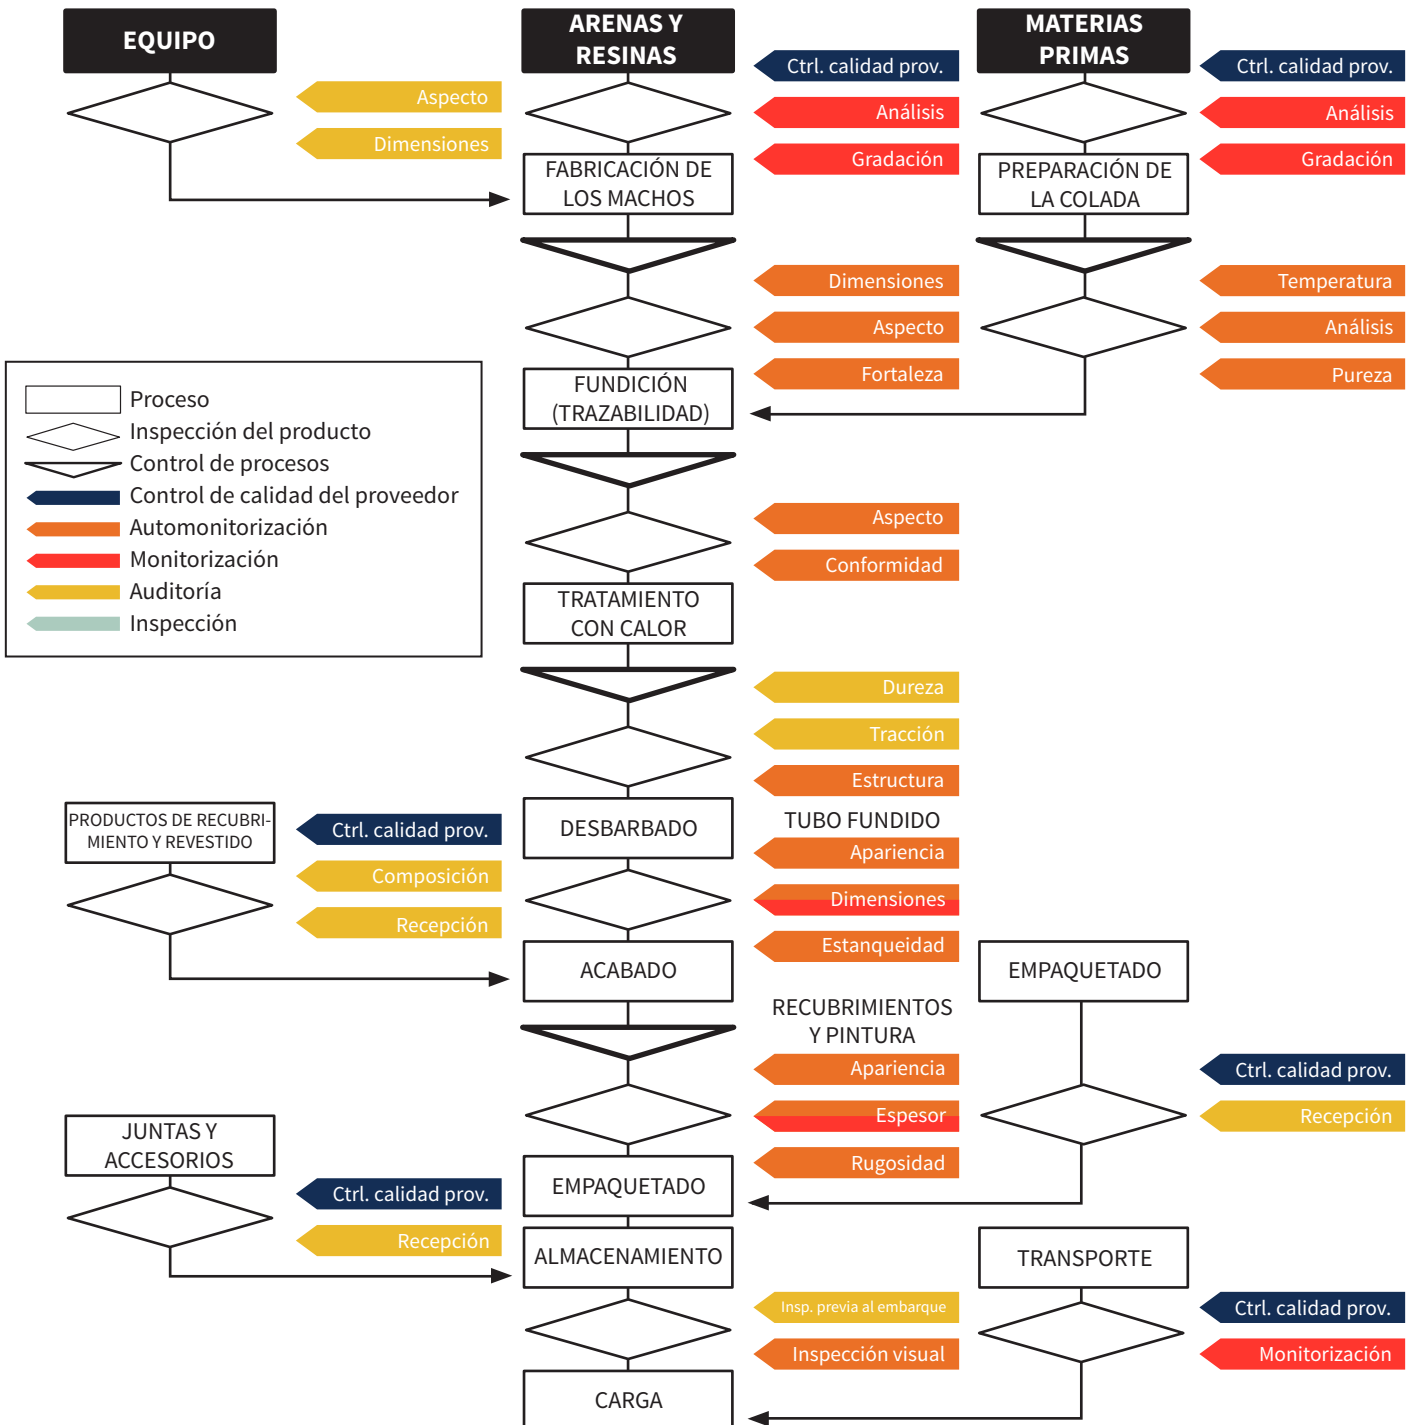 EQUIPO
Aspecto
Dimensiones
ARENAS Y
RESINAS
Ctrl. calidad prov.
Análisis
Gradación
MATERIAS
PRIMAS
Ctrl. calidad prov.
Análisis
Gradación
FABRICACIÓN DE
LOS MACHOS
PREPARACIÓN DE
LA COLADA
Dimensiones
Aspecto
Fortaleza
Temperatura
Análisis
Pureza
Proceso
Inspección del producto
Control de procesos
Control de calidad del proveedor
Automonitorización
Monitorización
Auditoría
Inspección
FUNDICIÓN
(TRAZABILIDAD)
Aspecto
Conformidad
TRATAMIENTO
CON CALOR
Dureza
Tracción
Estructura
PRODUCTOS DE RECUBRI-
MIENTO Y REVESTIDO
Ctrl. calidad prov.
Composición
Recepción
DESBARBADO
TUBO FUNDIDO
Apariencia
Dimensiones
Estanqueidad
ACABADO
EMPAQUETADO
RECUBRIMIENTOS
Y PINTURA
Apariencia
Espesor
Rugosidad
Ctrl. calidad prov.
Recepción
JUNTAS Y
ACCESORIOS
Ctrl. calidad prov.
Recepción
EMPAQUETADO
ALMACENAMIENTO
TRANSPORTE
Insp. previa al embarque
Inspección visual
Ctrl. calidad prov.
Monitorización
CARGA